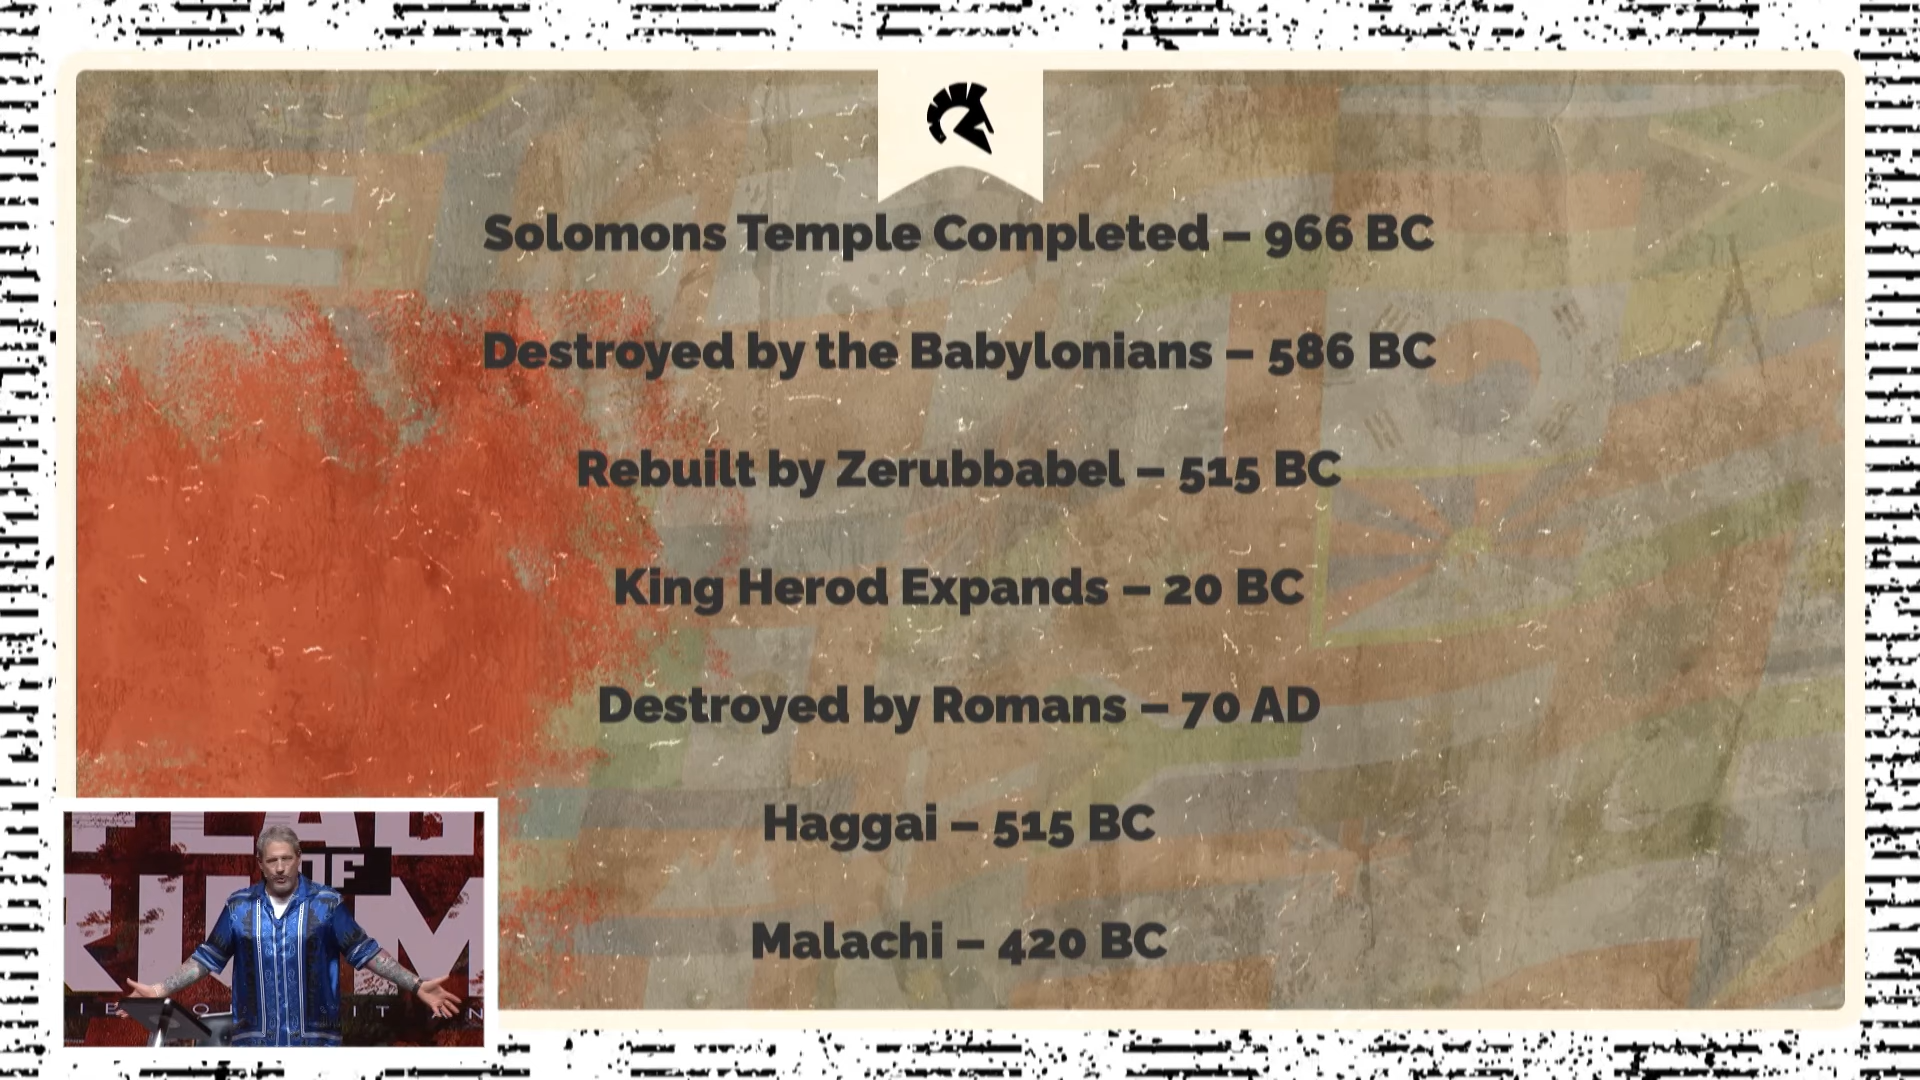 Solomons Temple Completed – 966 BC
Destroyed by the Babylonians – 586 BC
Rebuilt by Zerubbabel – 515 BC
King Herod Expands – 20 BC
Destroyed by Romans – 70 AD
Haggai – 515 BC
Malachi – 420 BC
OF